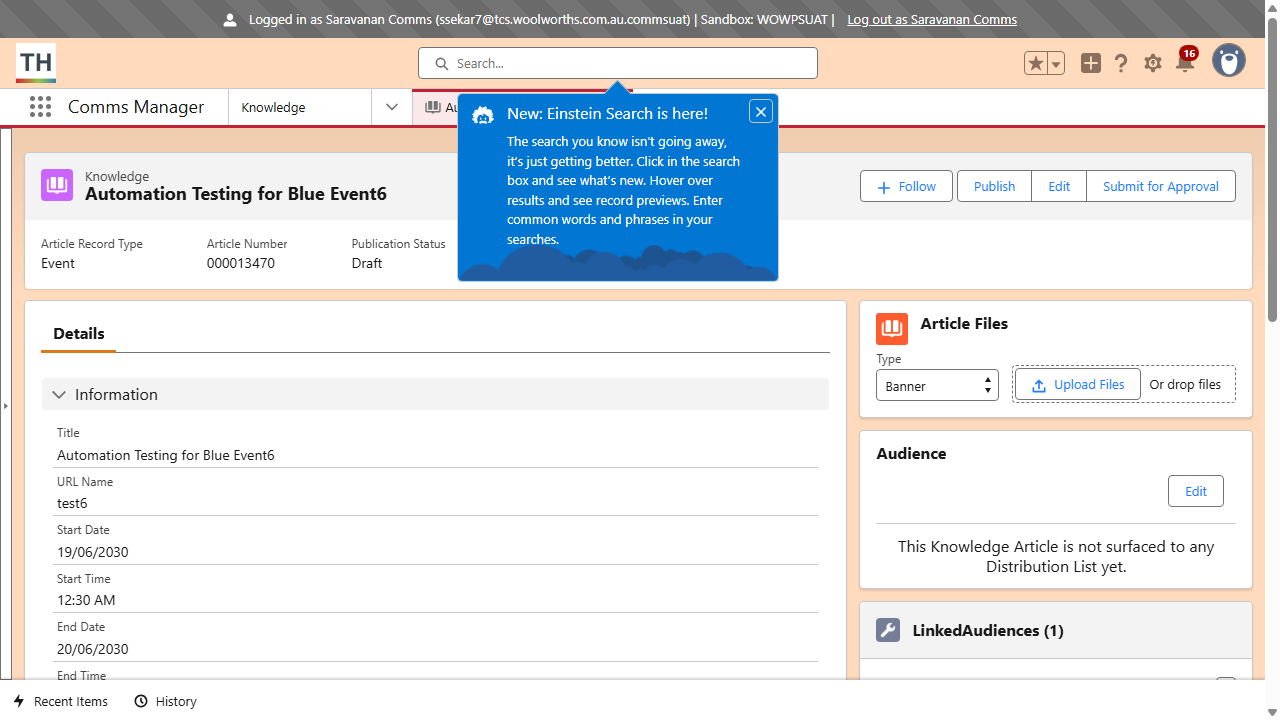 Logged in as Saravanan Comms (ssekar7@tcs.woolworths.com.au.commsuat) | Sandbox: WOWPSUAT | Log out as Saravanan Comms
TH
Search...
16
Comms Manager
Knowledge
Au
New: Einstein Search is here!
The search you know isn't going away,
it's just getting better. Click in the search
box and see what's new. Hover over
results and see record previews. Enter
common words and phrases in your
searches.
Knowledge
Automation Testing for Blue Event6
Follow
Publish
Edit
Submit for Approval
Article Record Type
Event
Article Number
000013470
Publication Status
Draft
Details
Information
Title
Automation Testing for Blue Event6
URL Name
test6
Start Date
19/06/2030
Start Time
12:30 AM
End Date
20/06/2030
End Time
Article Files
Type
Banner
Upload Files
Or drop files
Audience
Edit
This Knowledge Article is not surfaced to any
Distribution List yet.
LinkedAudiences (1)
Recent Items
History